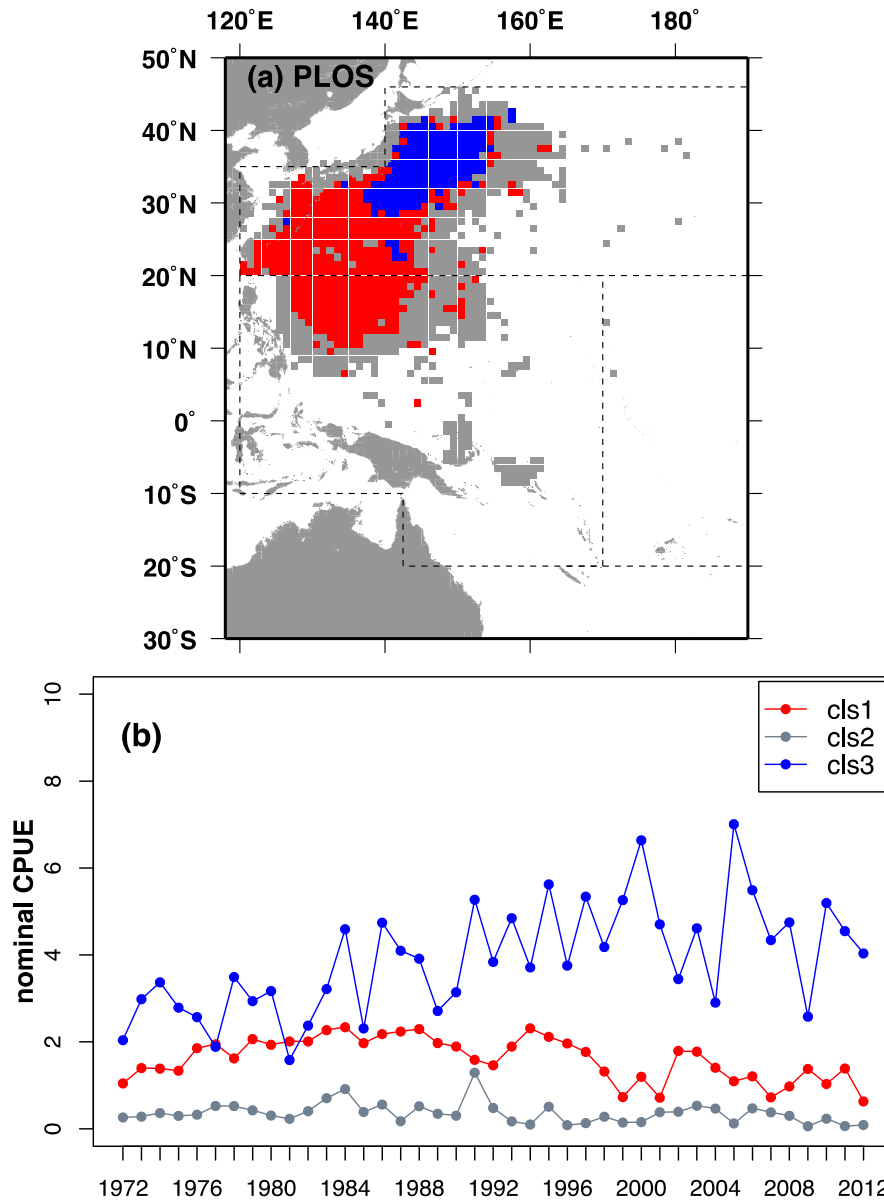 120˚E 140˚E 160˚E 180˚
(a) PLOS
50˚N
40˚N
30˚N
20˚N
10˚N
0˚
10˚S
20˚S
30˚S
(b)
cls1
cls2
cls3
nominal CPUE
10
8
6
4
2
0
1972 1976 1980 1984 1988 1992 1996 2000 2004 2008 2012